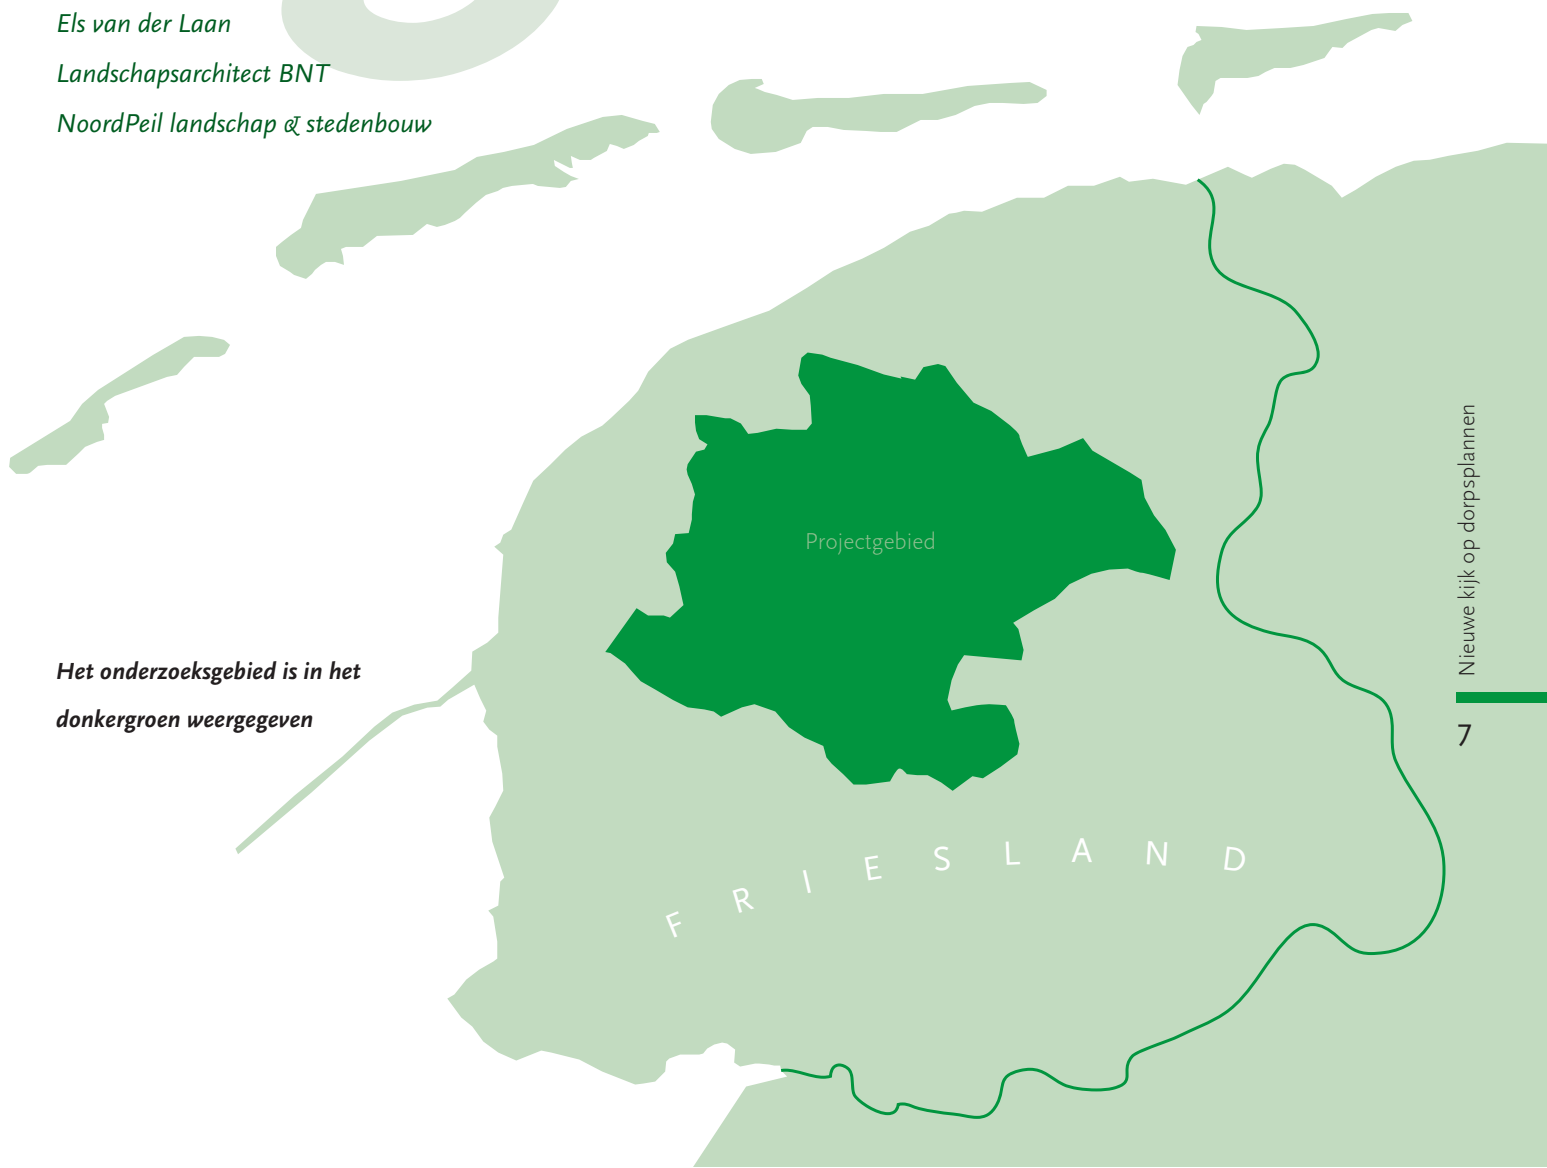 Els van der Laan
Landschapsarchitect BNT
NoordPeil landschap & stedenbouw
Projectgebied
Nieuwe kijk op dorpsplannen
Het onderzoeksgebied is in het
donkergroen weergegeven
7
FRIESLAND